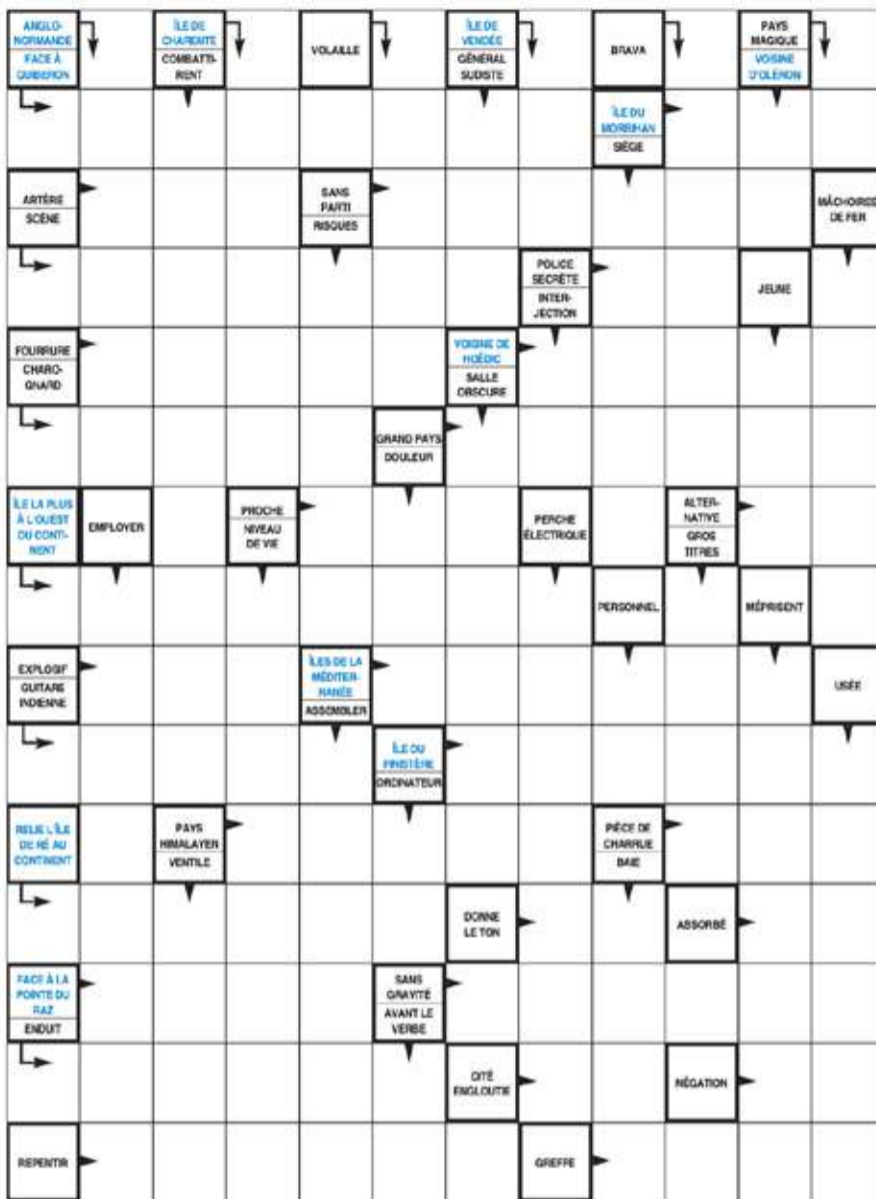 ANGLO-
NORMANDE
FACE À
QUIBERON
ÎLE DE
CHARENTE
COMBATTI-
RENT
VOLAILLE
ÎLE DE
VENDÉE
GÉNÉRAL
SUDISTE
BRAVA
PAYS
MAGIQUE
VOISINE
D'OLÉRON
ÎLE DU
MORBIHAN
SIÈGE
ARTÈRE
SCÈNE
SANS
PARTI
RISQUES
MÂCHOIRES
DE FER
POLICE
SECRÈTE
INTER-
JECTION
JEUNE
FOURRURE
CHARO-
GNARD
VOISINE DE
HOËDIC
SALLE
OBSCURE
GRAND PAYS
DOULEUR
ÎLE LA PLUS
À L'OUEST
DU CONTI-
NENT
EMPLOYER
PROCHE
NIVEAU
DE VIE
PERCHE
ÉLECTRIQUE
ALTER-
NATIVE
GROS
TITRES
PERSONNEL
MÉPRISENT
EXPLOSIF
GUITARE
INDIENNE
ÎLES DE LA
MÉDITER-
RANÉE
ASSEMBLER
USÉE
ÎLE DU
FINISTÈRE
ORDINATEUR
RELIE L'ÎLE
DE RÉ AU
CONTINENT
PAYS
HIMALAYEN
VENTILE
PIÈCE DE
CHARRUE
BAIE
DONNE
LE TON
ABSORBÉ
FACE À LA
POINTE DU
RAZ
ENDUIT
SANS
GRAVITÉ
AVANT LE
VERBE
CITÉ
ENGLOUTIE
NÉGATION
REPENTIR
GREFFE